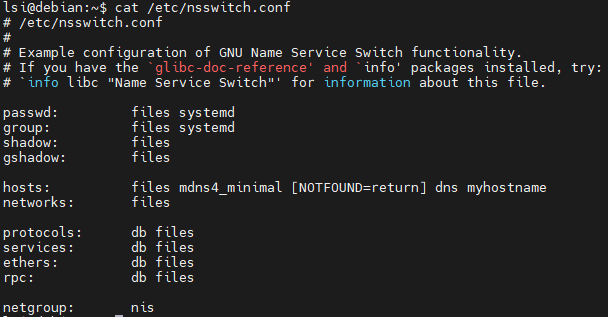 lsi@debian:~$ cat /etc/nsswitch.conf
# /etc/nsswitch.conf
#
# Example configuration of GNU Name Service Switch functionality.
# If you have the `glibc-doc-reference' and `info' packages installed, try:
# `info libc "Name Service Switch"' for information about this file.

passwd:         files systemd
group:          files systemd
shadow:         files
gshadow:        files

hosts:          files mdns4_minimal [NOTFOUND=return] dns myhostname
networks:       files

protocols:      db files
services:       db files
ethers:         db files
rpc:            db files

netgroup:       nis